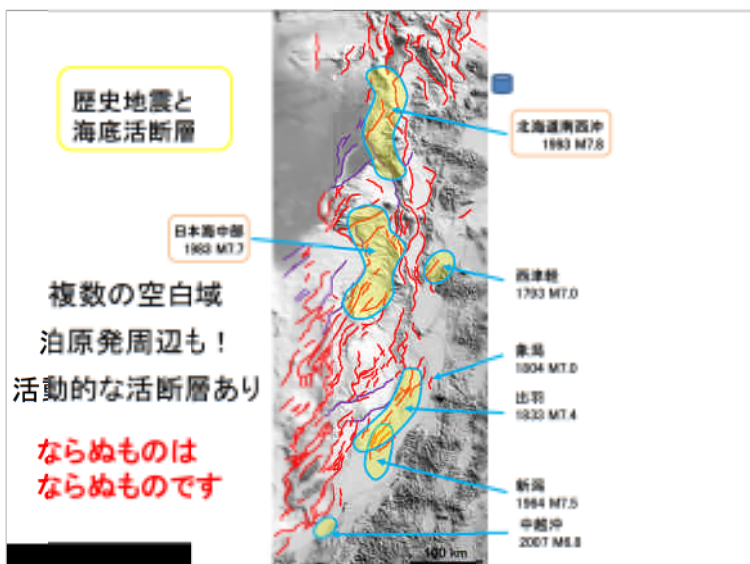 歴史地震と
海底活断層
北海道南西沖
1993 M7.8
日本海中部
1983 M7.7
西津軽
1793 M7.0
複数の空白域
泊原発周辺も！
活動的な活断層あり
象潟
1804 M7.0
出羽
1833 M7.4
ならぬものは
ならぬものです
新潟
1964 M7.5
中越沖
2007 M6.8
100 km